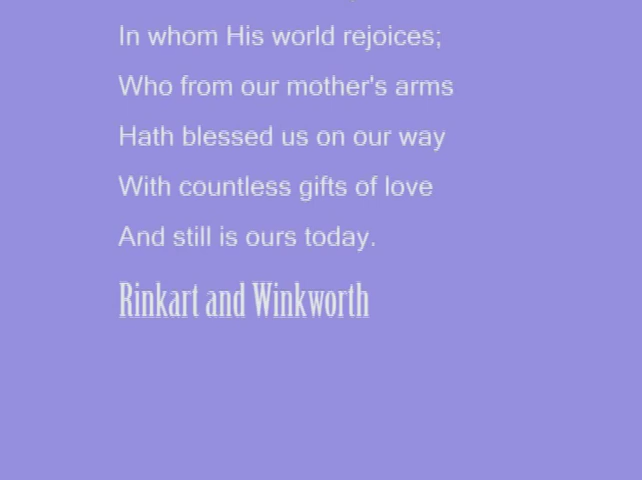 In whom His world rejoices;
Who from our mother's arms
Hath blessed us on our way
With countless gifts of love
And still is ours today.
Rinkart and Winkworth